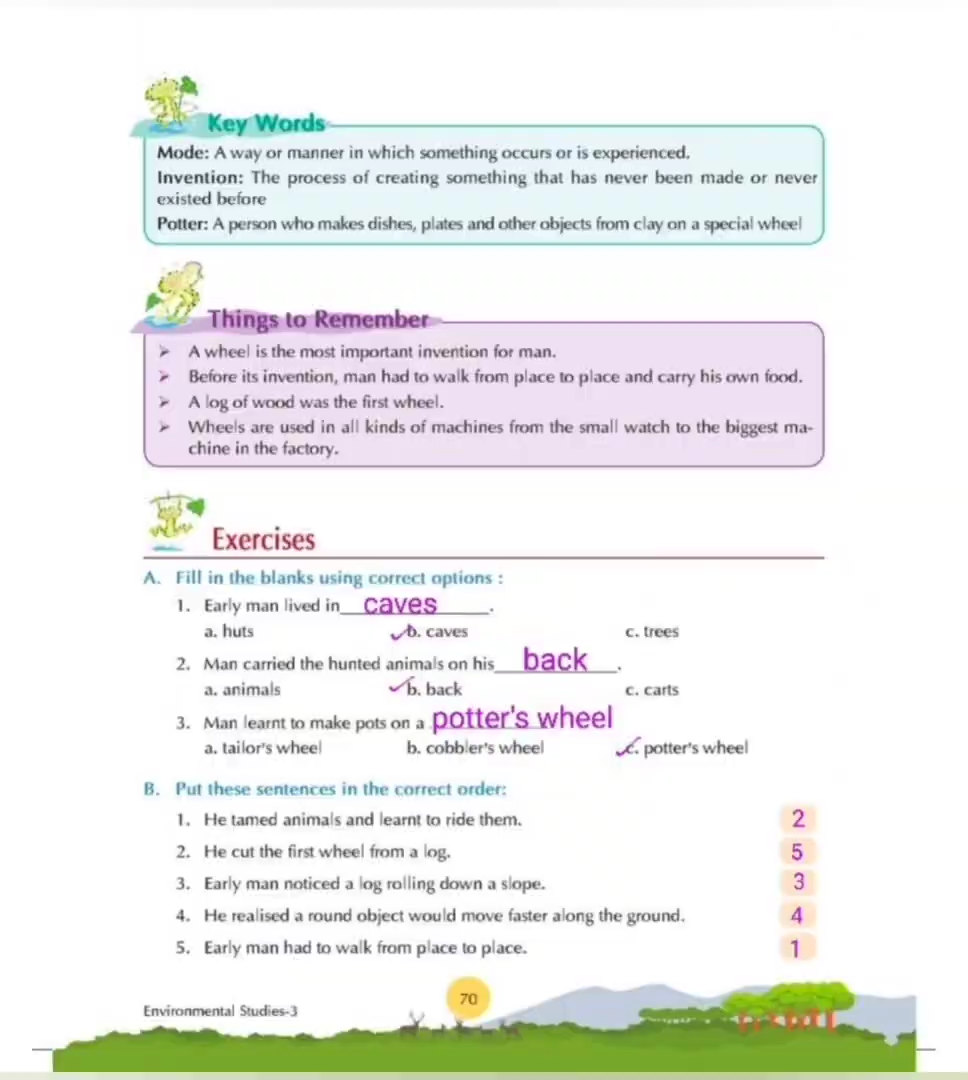 Key Words
Mode: A way or manner in which something occurs or is experienced.
Invention: The process of creating something that has never been made or never
existed before
Potter: A person who makes dishes, plates and other objects from clay on a special wheel
Things to Remember
➢ A wheel is the most important invention for man.
➢ Before its invention, man had to walk from place to place and carry his own food.
➢ A log of wood was the first wheel.
➢ Wheels are used in all kinds of machines from the small watch to the biggest ma-
chine in the factory.
Exercises
A. Fill in the blanks using correct options :
1. Early man lived in caves.
a. huts ✓b. caves c. trees
2. Man carried the hunted animals on his back.
a. animals ✓b. back c. carts
3. Man learnt to make pots on a potter's wheel
a. tailor's wheel b. cobbler's wheel ✓c. potter's wheel
B. Put these sentences in the correct order:
1. He tamed animals and learnt to ride them. 2
2. He cut the first wheel from a log. 5
3. Early man noticed a log rolling down a slope. 3
4. He realised a round object would move faster along the ground. 4
5. Early man had to walk from place to place. 1
Environmental Studies-3
70